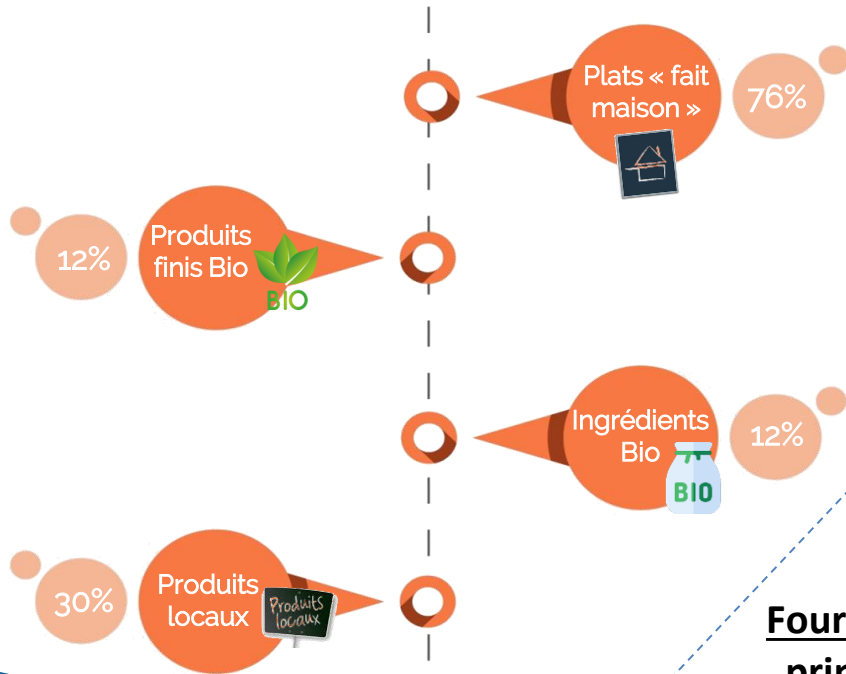 Plats « fait
maison »
76%
12%
Produits
finis Bio
BIO
Ingrédients
Bio
BIO
12%
30%
Produits
locaux
Produits
locaux
Four
prin